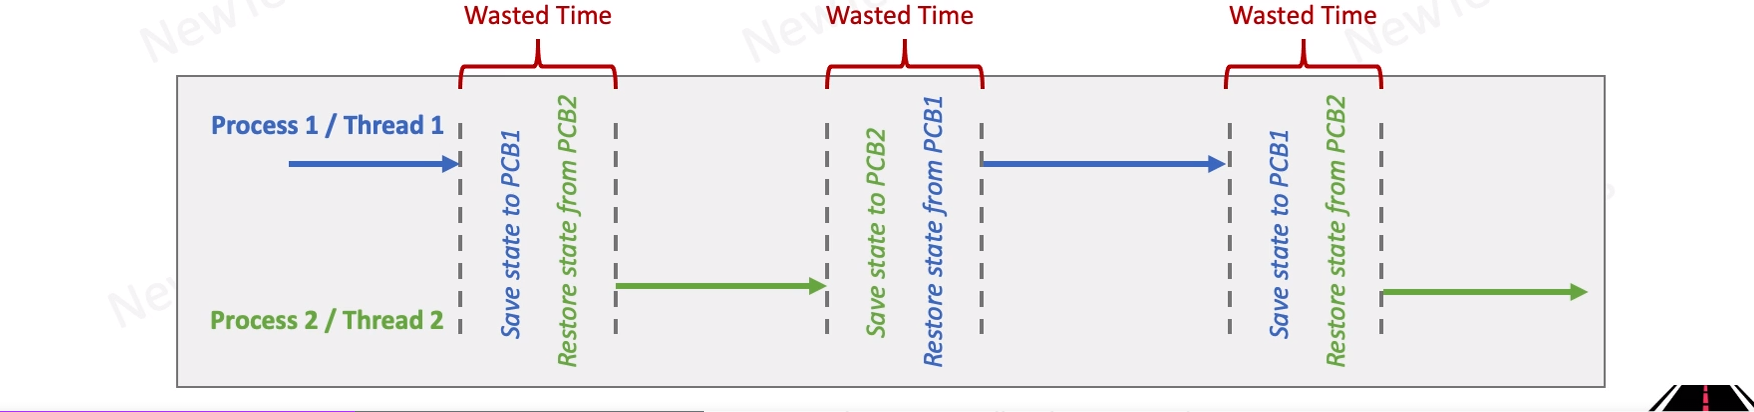 Wasted Time
Wasted Time
Wasted Time
Process 1 / Thread 1
Save state to PCB1
Restore state from PCB2
Save state to PCB2
Restore state from PCB1
Save state to PCB1
Restore state from PCB2
Process 2 / Thread 2